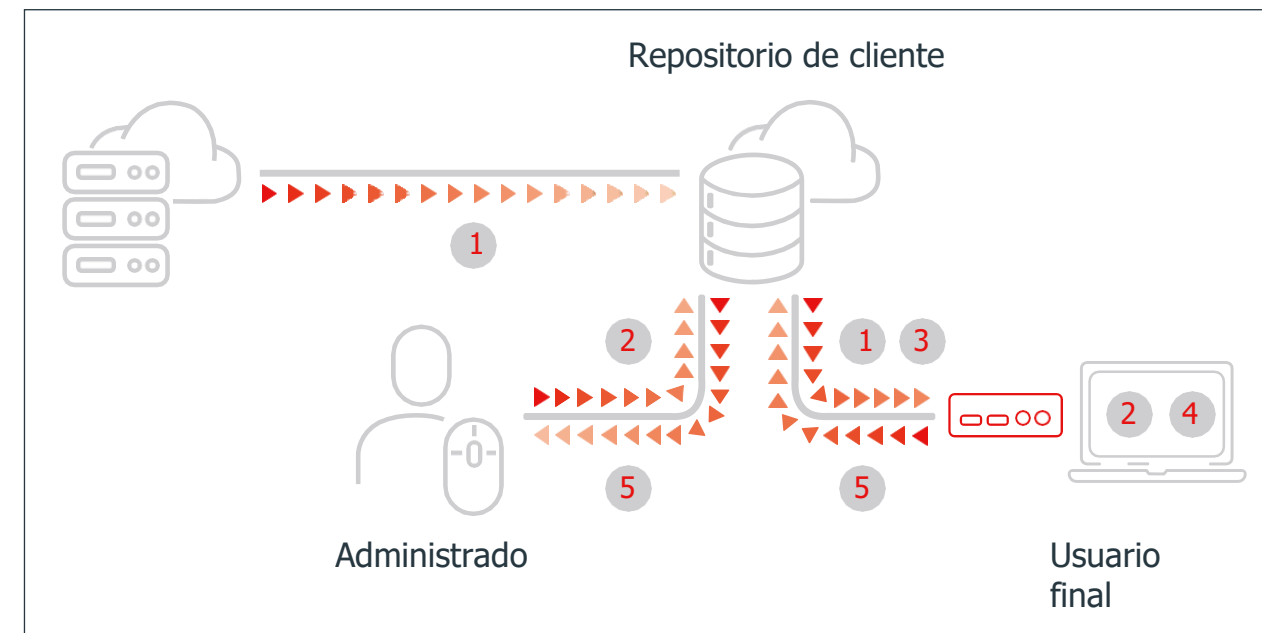 Repositorio de cliente
1
2
1 3
2 4
5
5
Administrado
Usuario
final